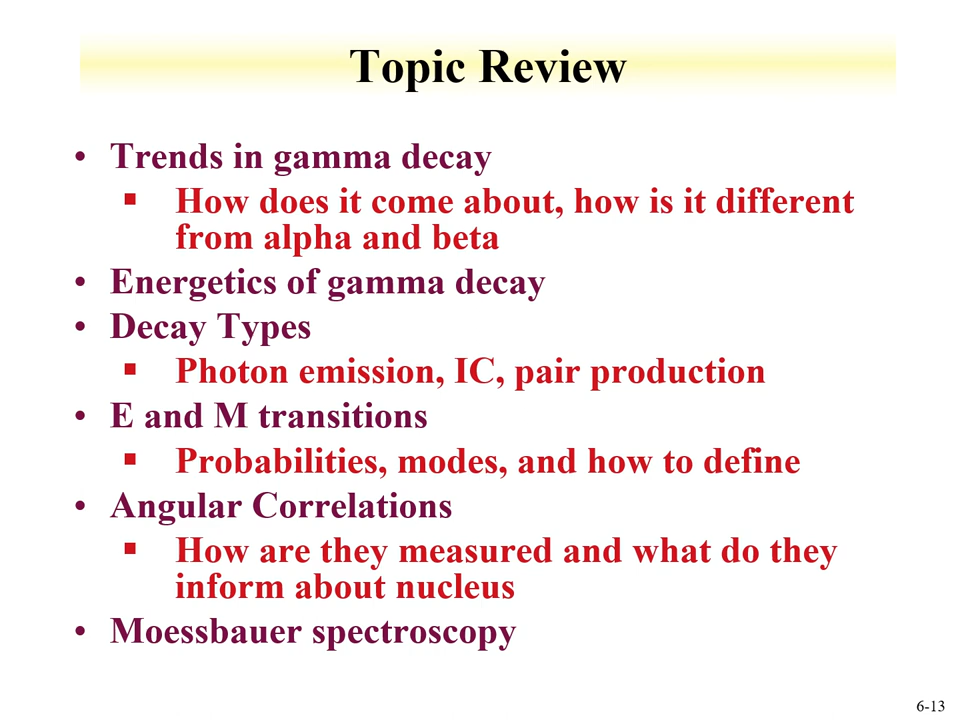 Topic Review
• Trends in gamma decay
▪ How does it come about, how is it different
from alpha and beta
• Energetics of gamma decay
• Decay Types
▪ Photon emission, IC, pair production
• E and M transitions
▪ Probabilities, modes, and how to define
• Angular Correlations
▪ How are they measured and what do they
inform about nucleus
• Moessbauer spectroscopy
6-13